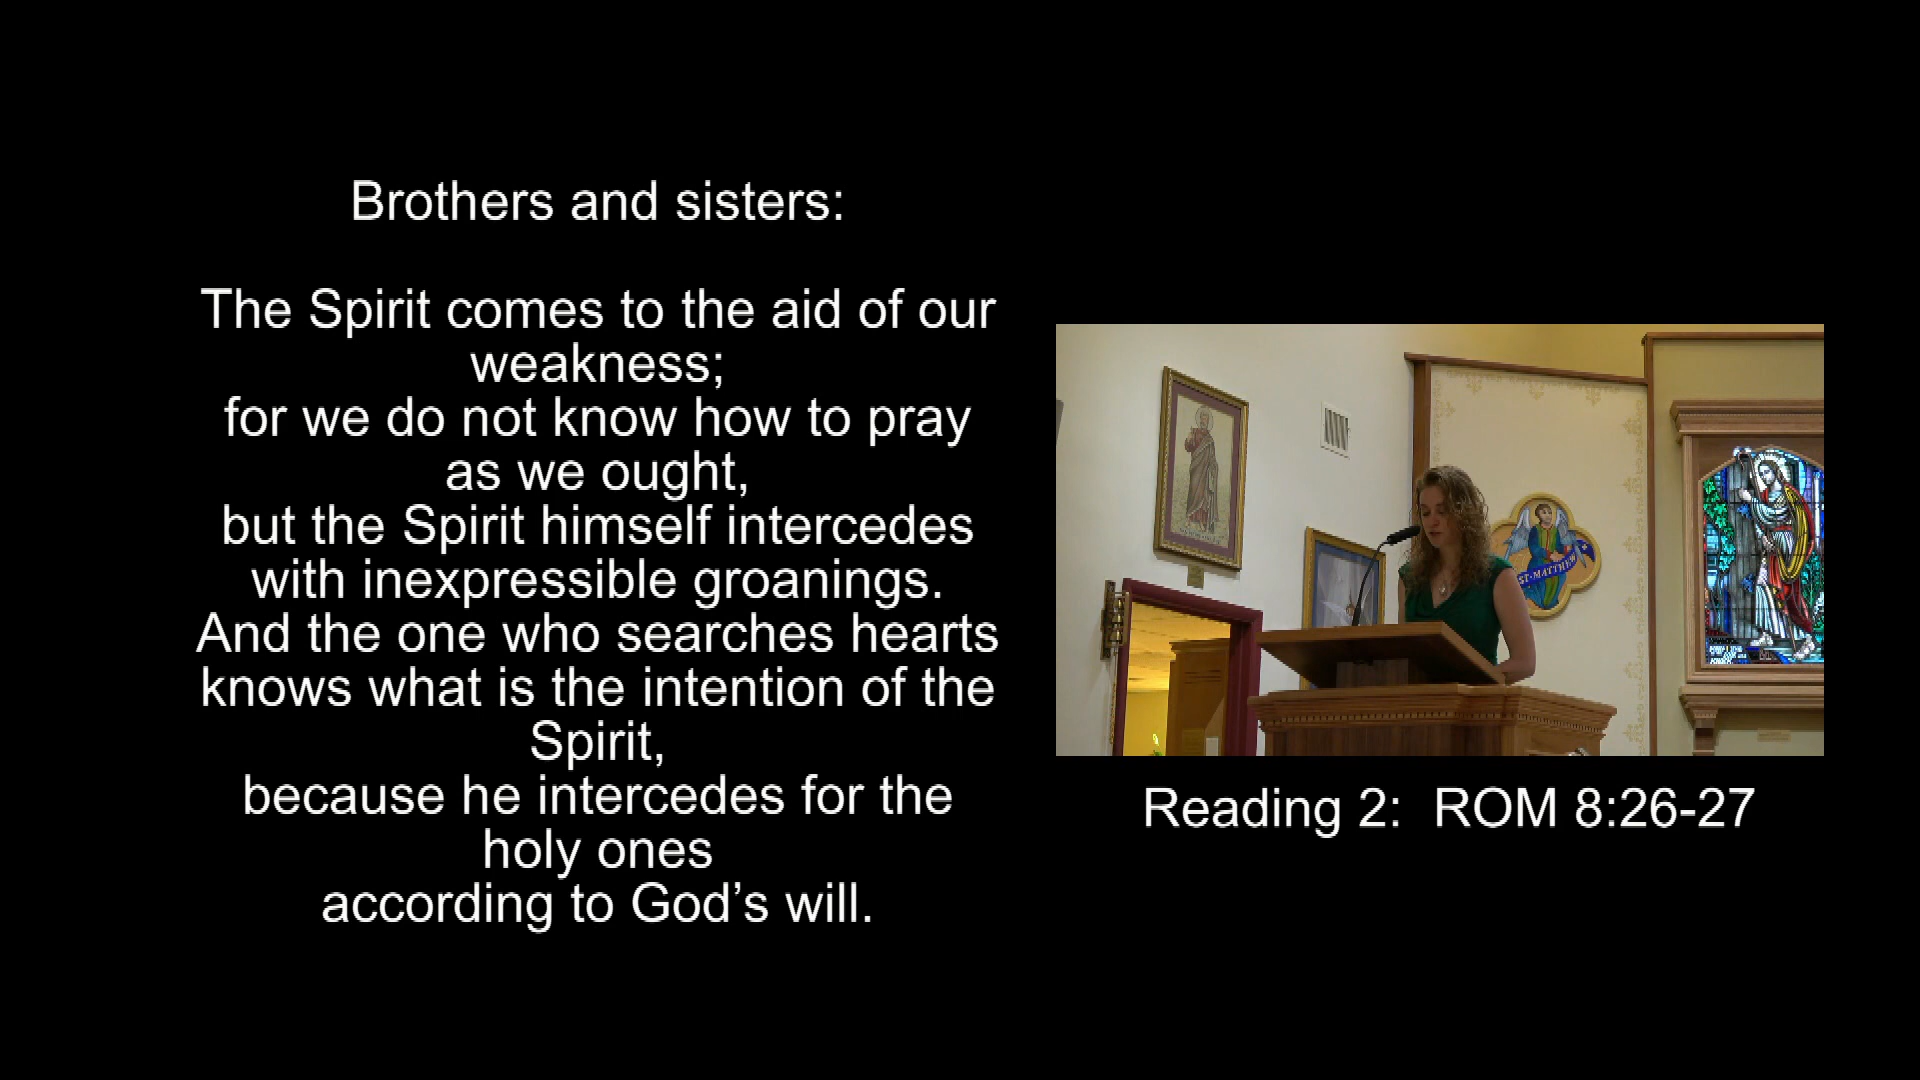 Brothers and sisters:
The Spirit comes to the aid of our
weakness;
for we do not know how to pray
as we ought,
but the Spirit himself intercedes
with inexpressible groanings.
And the one who searches hearts
knows what is the intention of the
Spirit,
because he intercedes for the
holy ones
according to God’s will.
ST·MATTHEW
Reading 2:  ROM 8:26-27